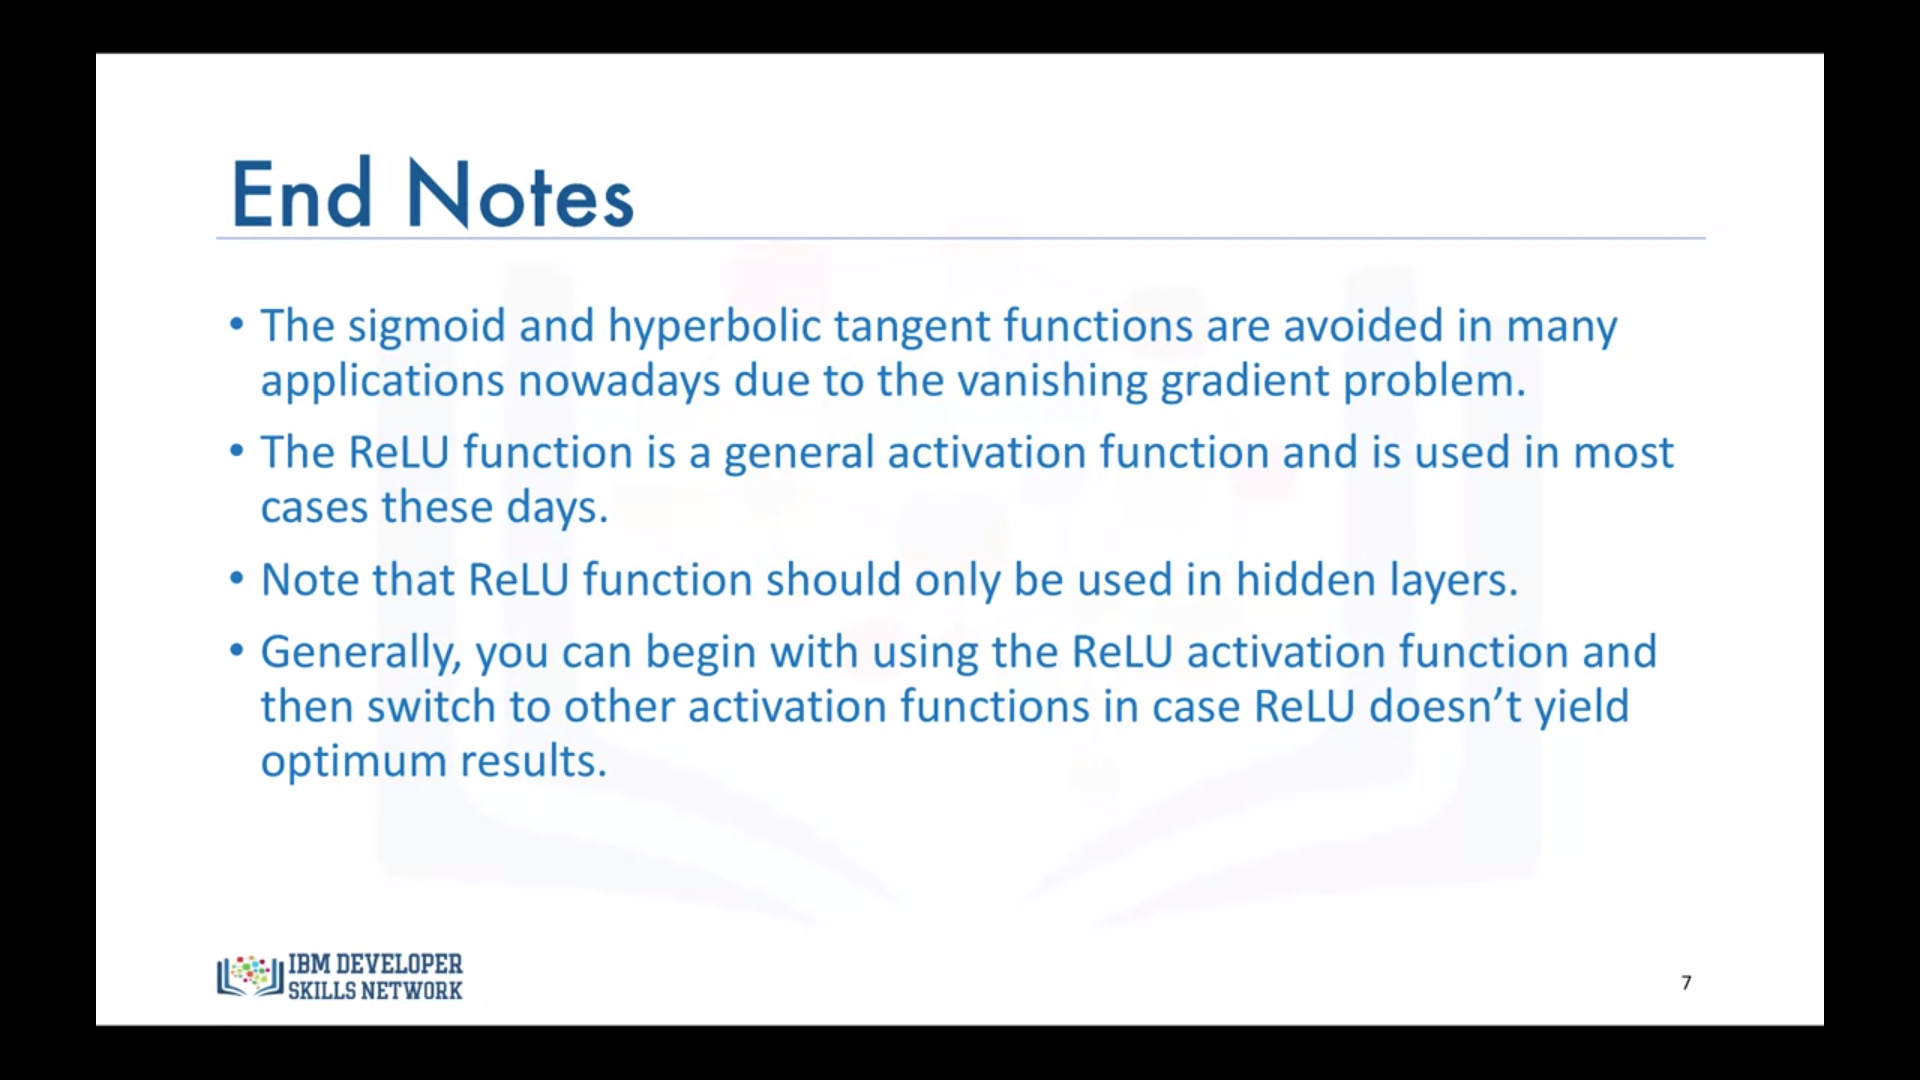 End Notes
• The sigmoid and hyperbolic tangent functions are avoided in many
applications nowadays due to the vanishing gradient problem.
• The ReLU function is a general activation function and is used in most
cases these days.
• Note that ReLU function should only be used in hidden layers.
• Generally, you can begin with using the ReLU activation function and
then switch to other activation functions in case ReLU doesn’t yield
optimum results.
IBM DEVELOPER
SKILLS NETWORK
7